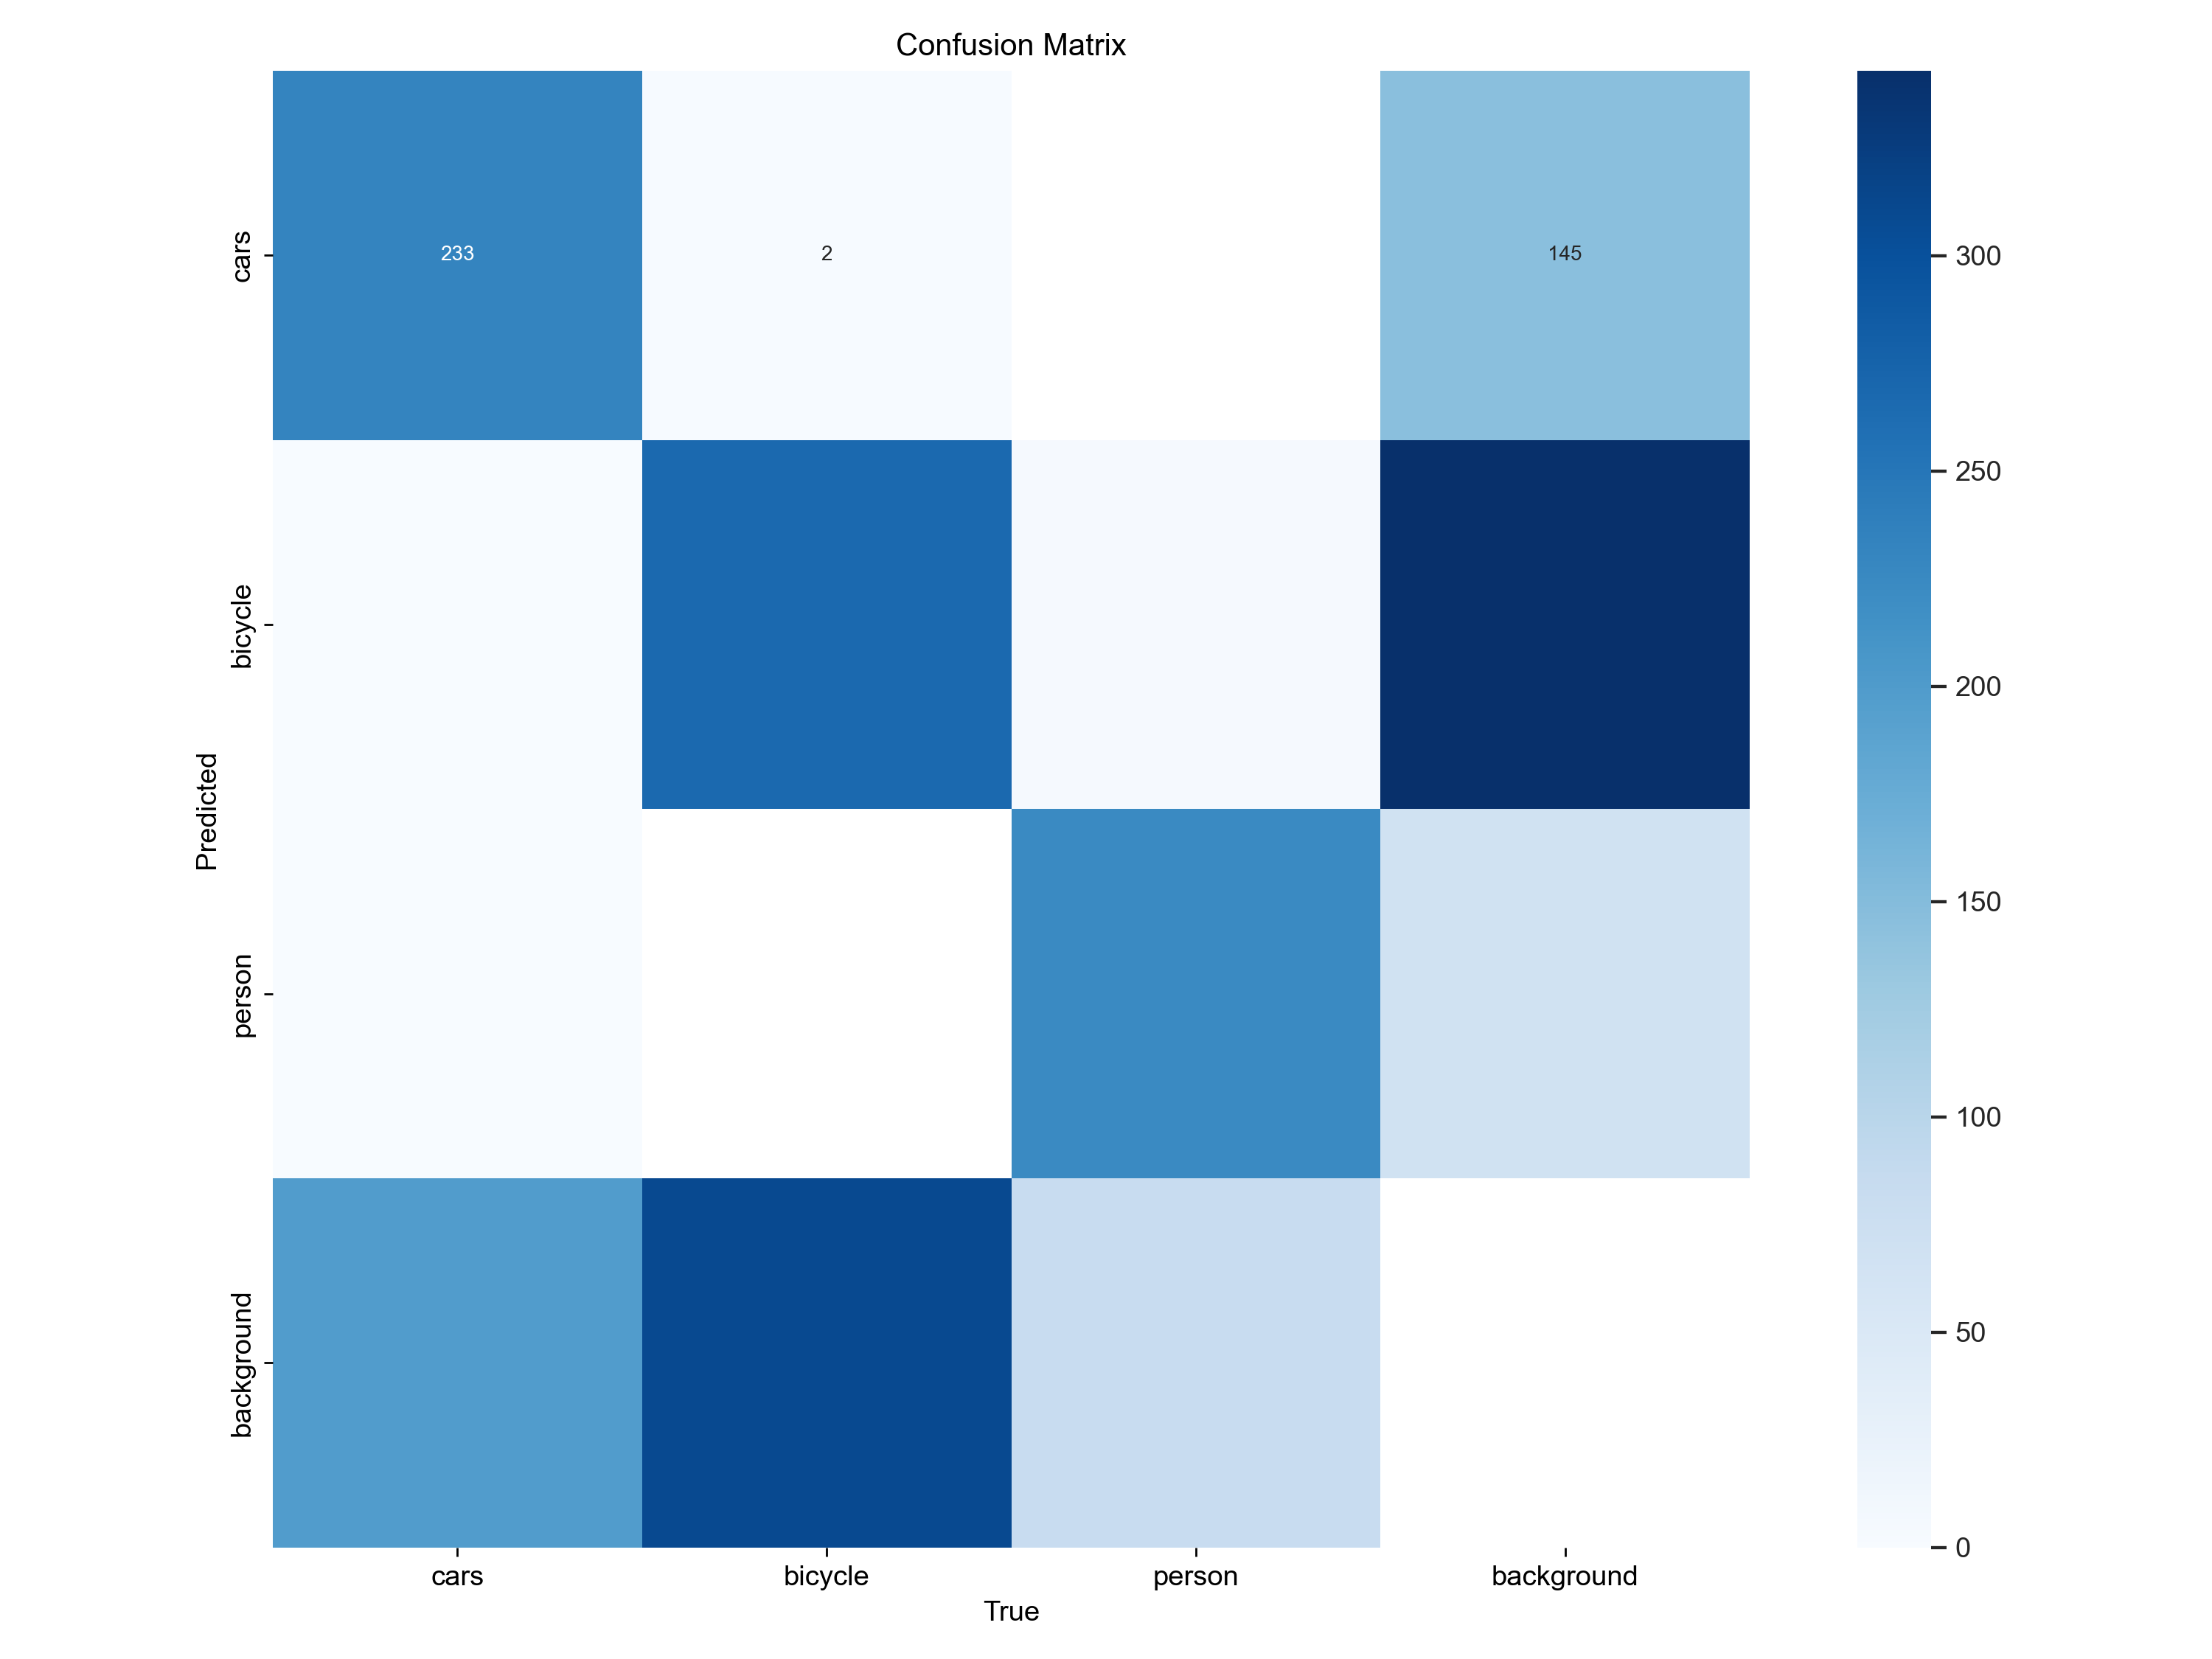 Confusion Matrix
cars
233
2
145
bicycle
person
background
Predicted
cars
bicycle
person
background
True
300
250
200
150
100
50
0